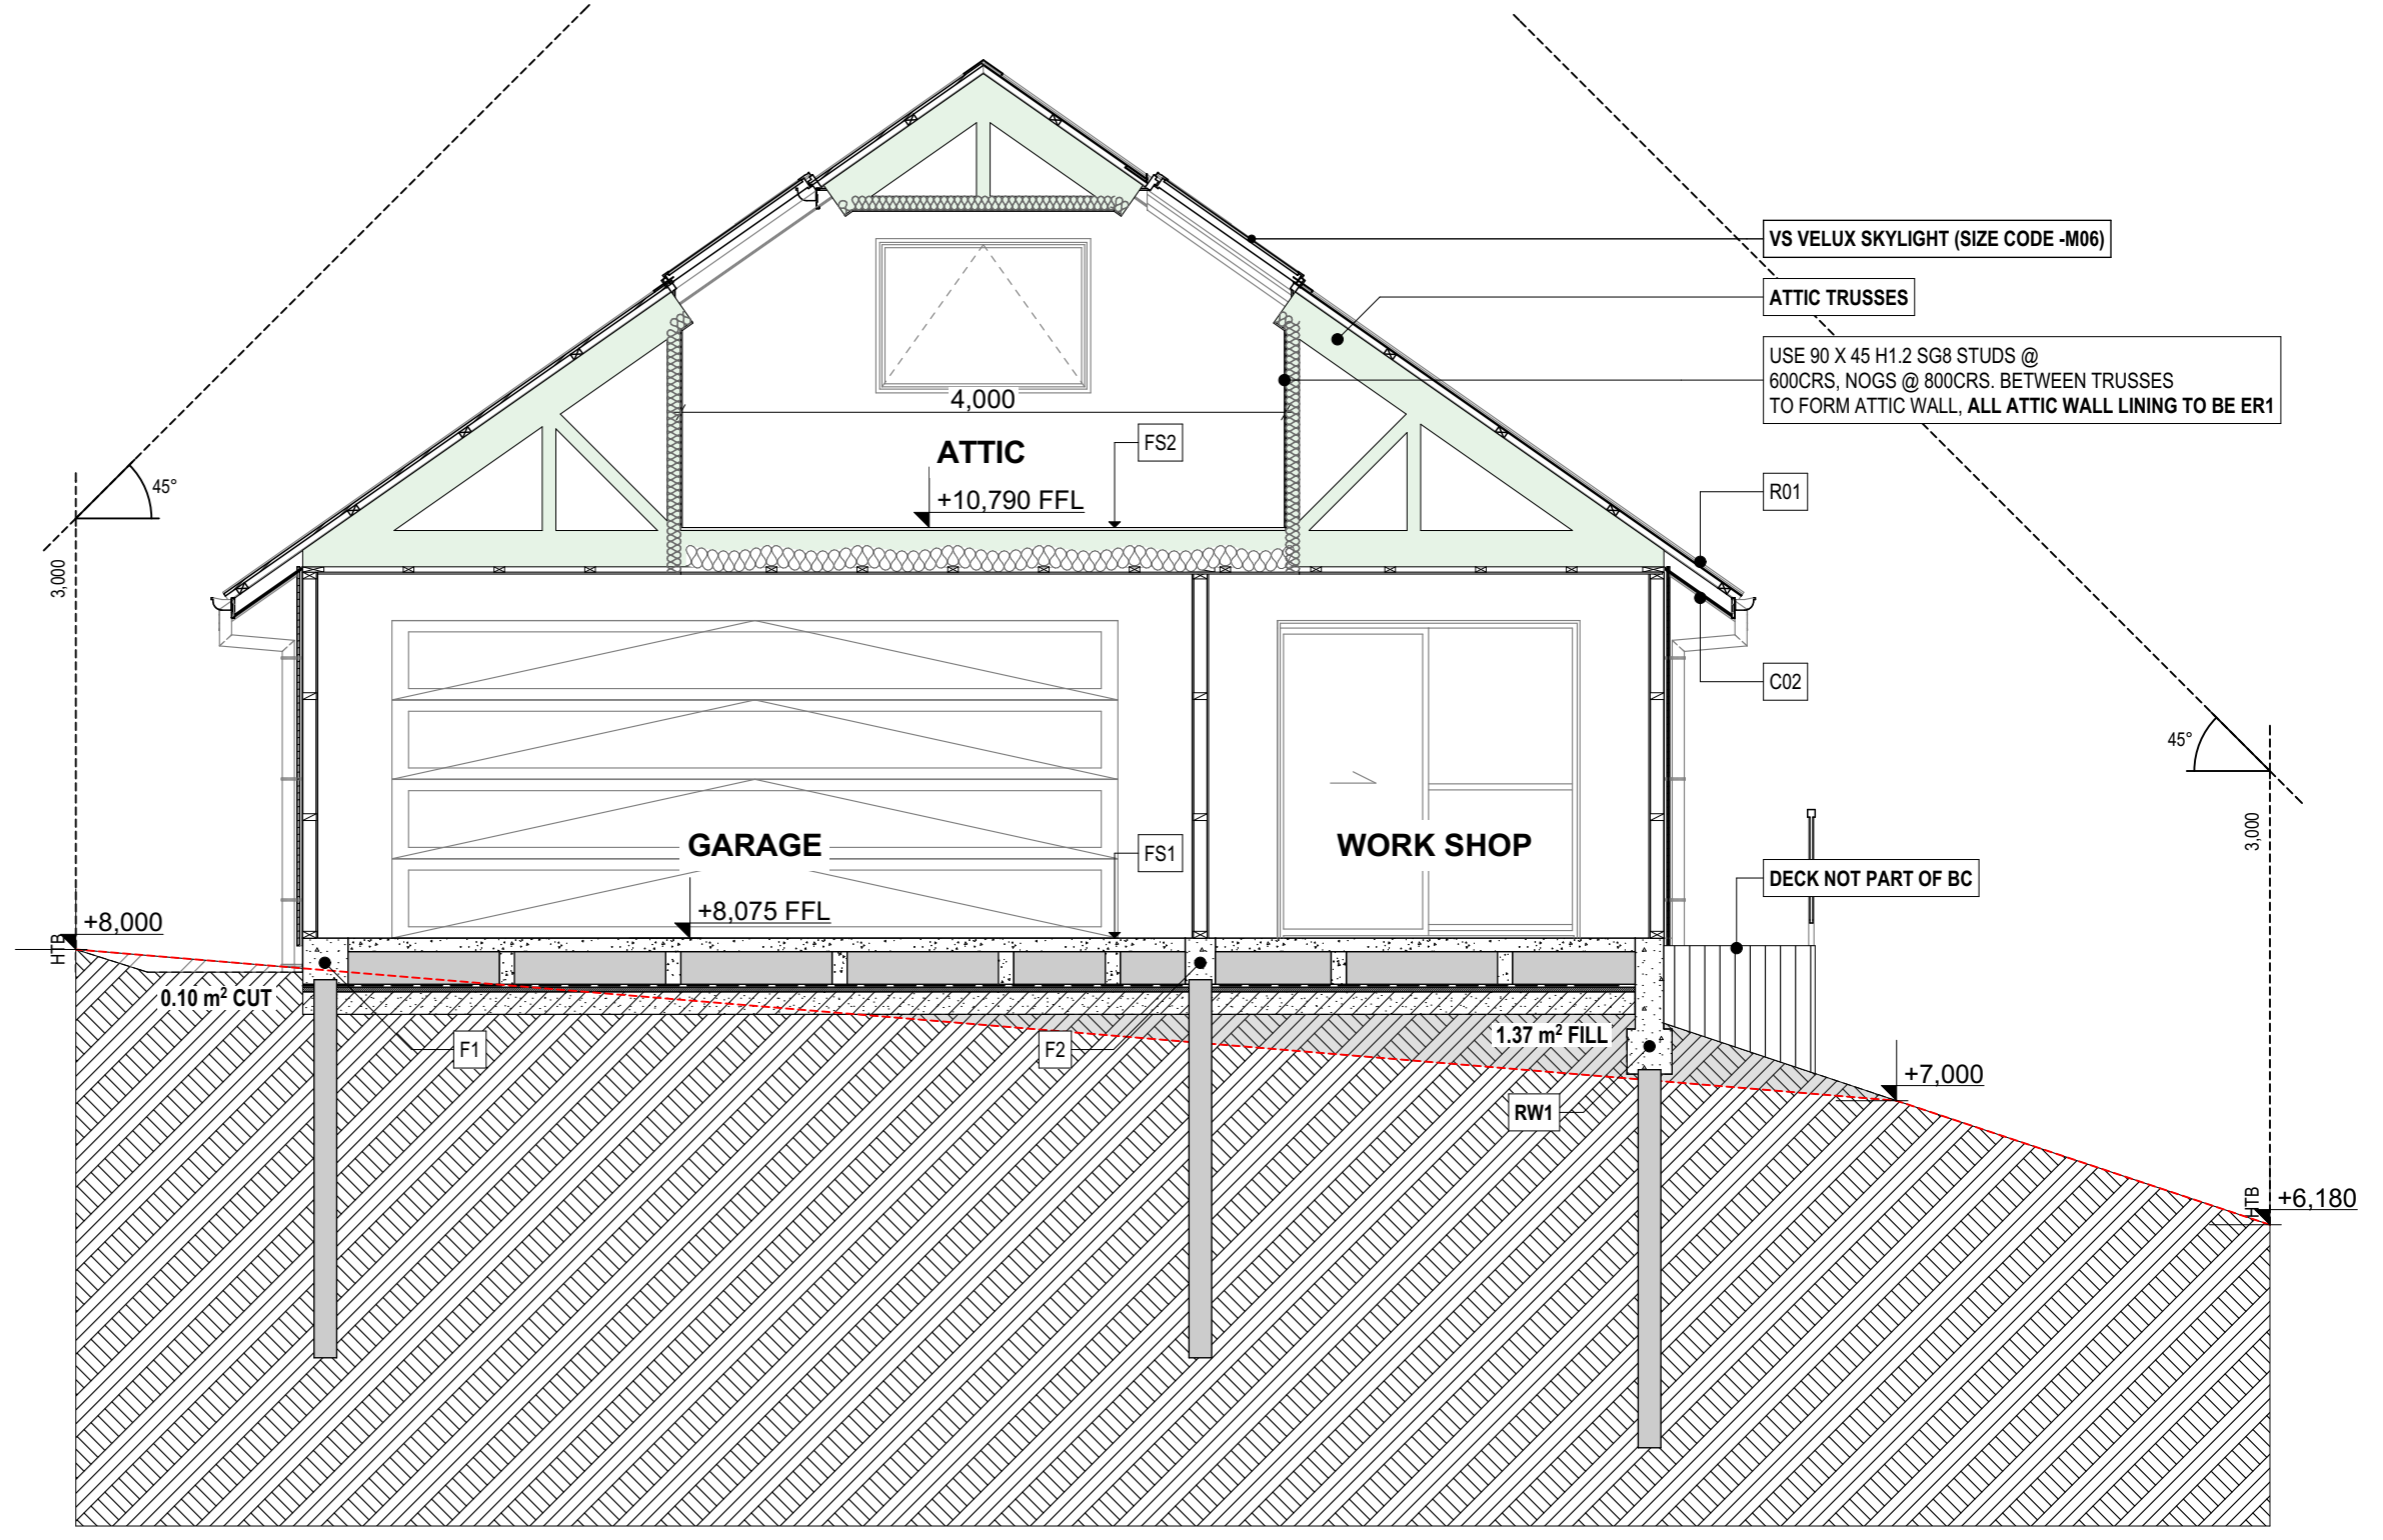 VS VELUX SKYLIGHT (SIZE CODE -M06)
ATTIC TRUSSES
USE 90 X 45 H1.2 SG8 STUDS @
600CRS, NOGS @ 800CRS. BETWEEN TRUSSES
TO FORM ATTIC WALL, ALL ATTIC WALL LINING TO BE ER1
4,000
ATTIC
FS2
+10,790 FFL
45°
R01
3,000
C02
45°
GARAGE
FS1
WORK SHOP
3,000
DECK NOT PART OF BC
+8,075 FFL
+8,000
HTB
0.10 m² CUT
F1
F2
1.37 m² FILL
+7,000
RW1
HTB
+6,180